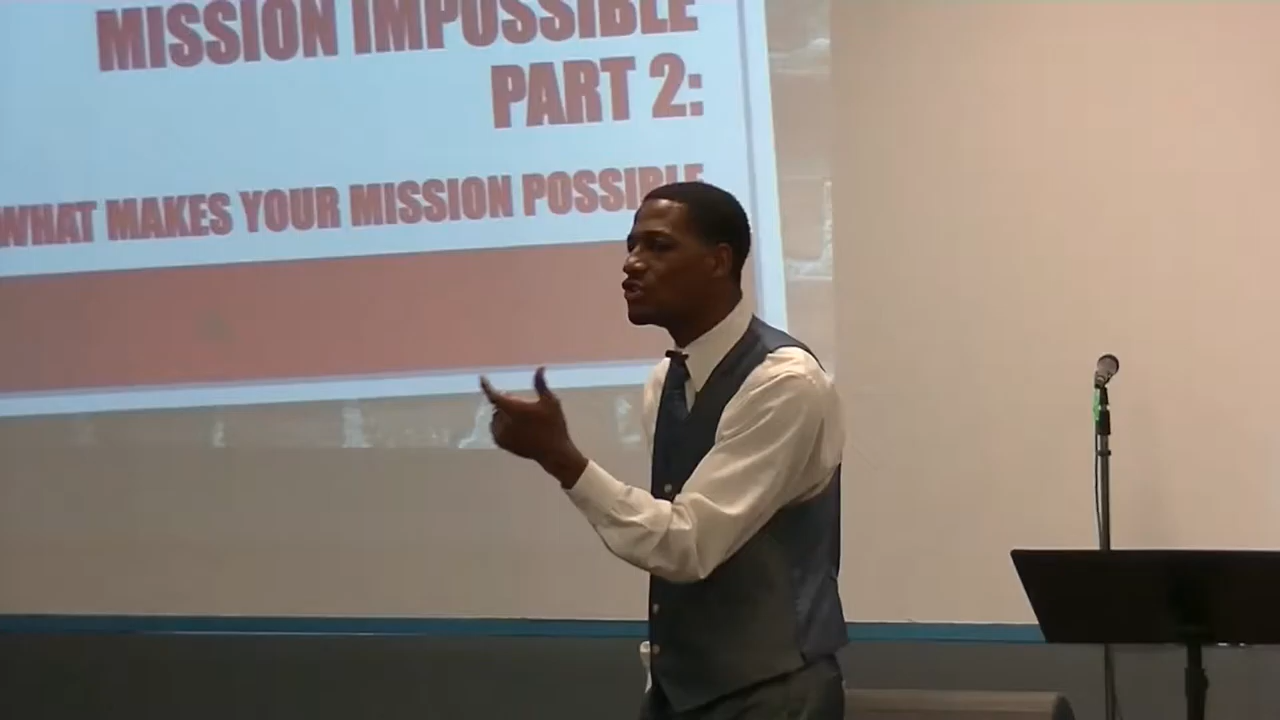 MISSION IMPOSSIBLE
PART 2:
WHAT MAKES YOUR MISSION POSSIBLE